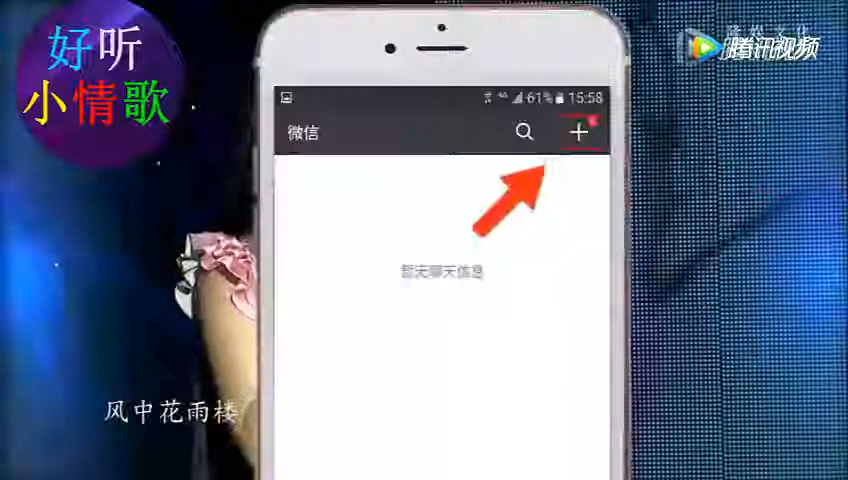 好听
小情歌
腾讯视频
61% 15:58
微信
暂无聊天信息
风中花雨楼